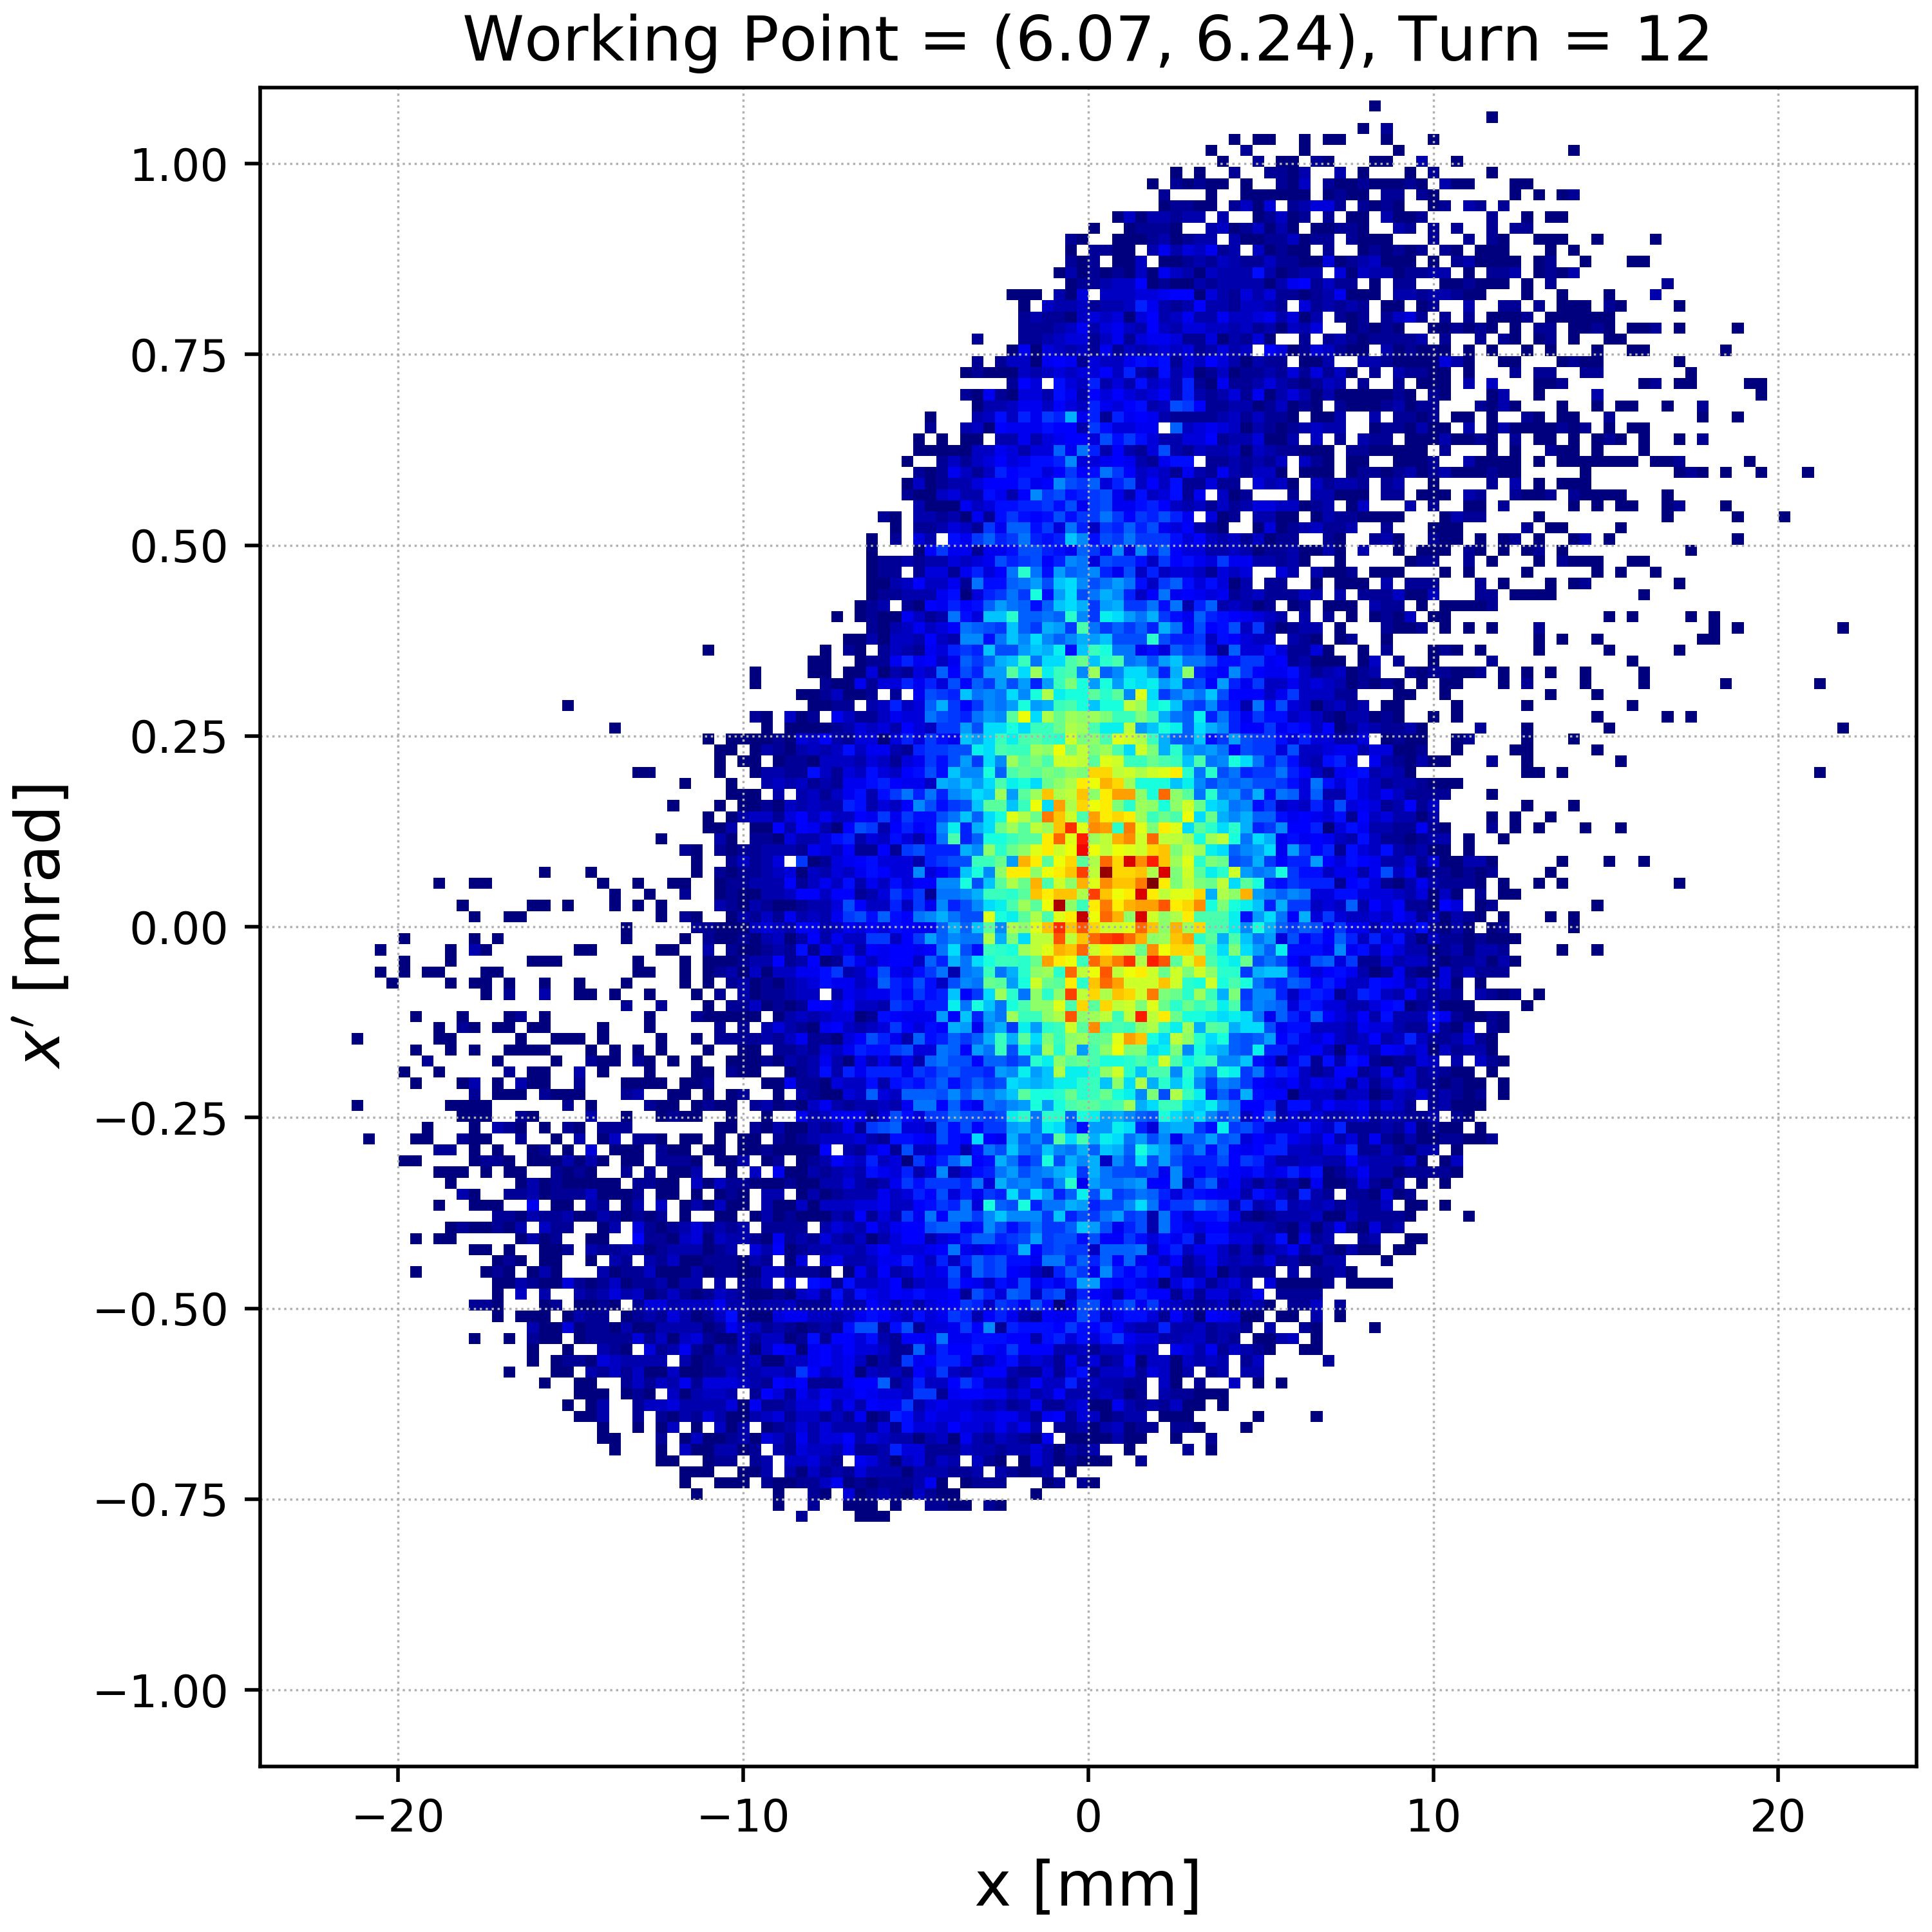 Working Point = (6.07, 6.24), Turn = 12
1.00
0.75
0.50
0.25
0.00
−0.25
−0.50
−0.75
−1.00
x′ [mrad]
−20 −10 0 10 20
x [mm]